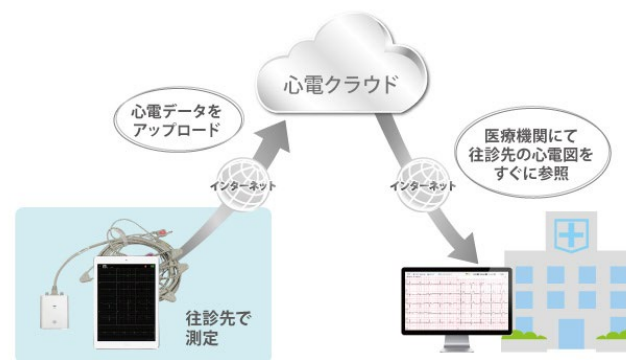 心電クラウド
心電データを
アップロード
医療機関にて
往診先の心電図を
すぐに参照
インターネット
インターネット
往診先で
測定